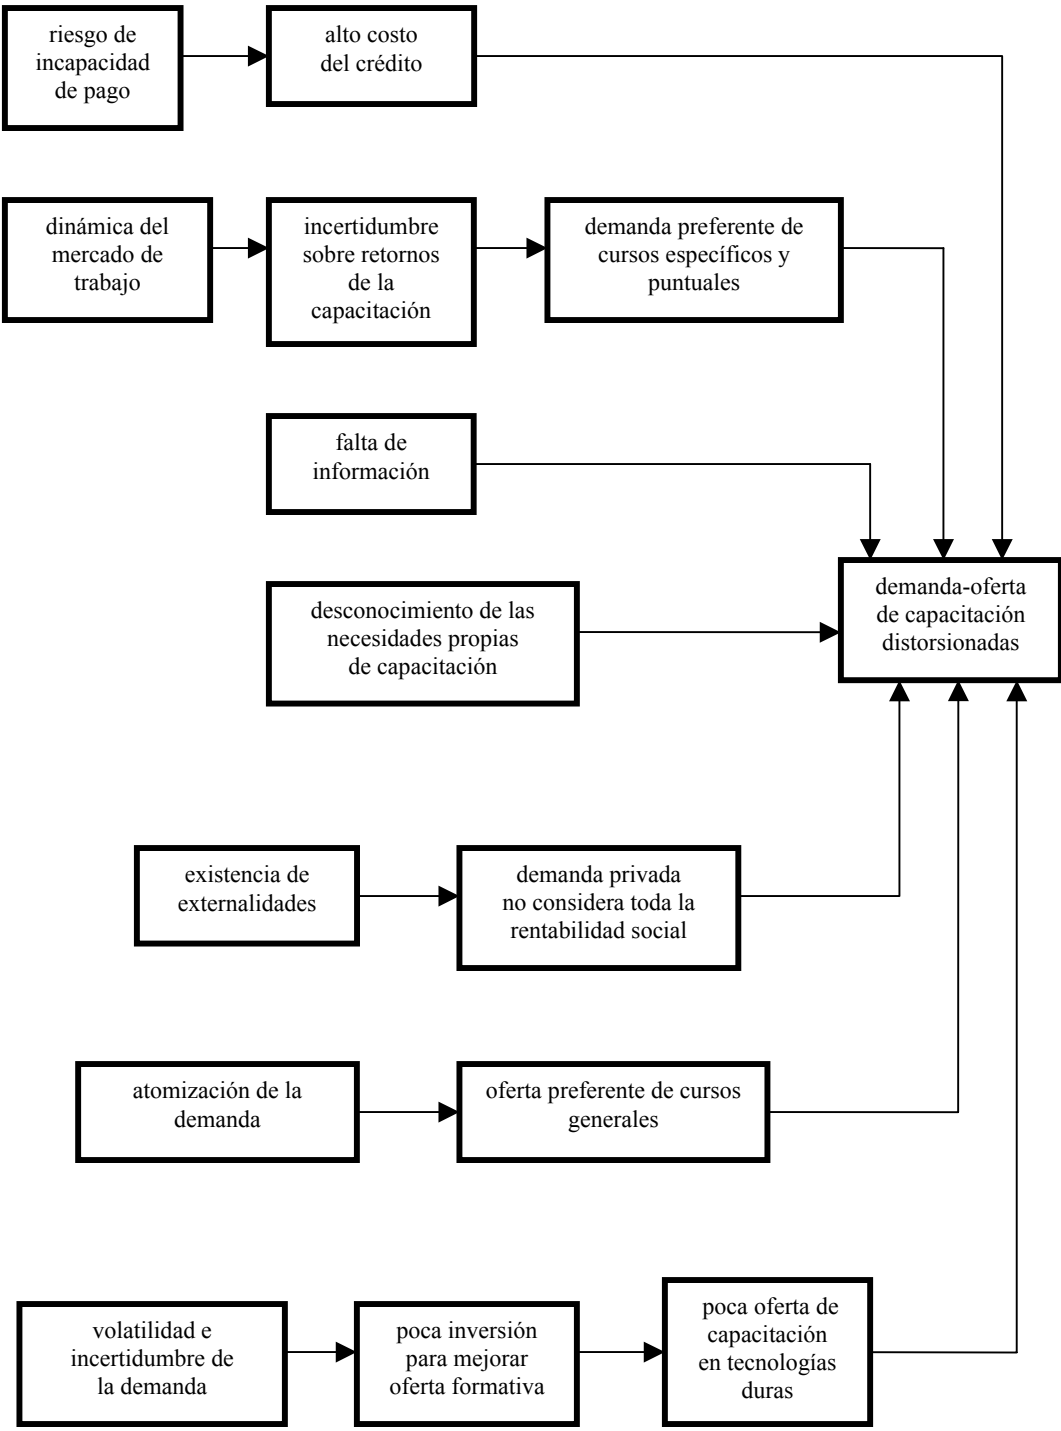 riesgo de
incapacidad
de pago
alto costo
del crédito
dinámica del
mercado de
trabajo
incertidumbre
sobre retornos
de la
capacitación
demanda preferente de
cursos específicos y
puntuales
falta de
información
desconocimiento de las
necesidades propias
de capacitación
demanda-oferta
de capacitación
distorsionadas
existencia de
externalidades
demanda privada
no considera toda la
rentabilidad social
atomización de la
demanda
oferta preferente de cursos
generales
volatilidad e
incertidumbre de
la demanda
poca inversión
para mejorar
oferta formativa
poca oferta de
capacitación
en tecnologías
duras